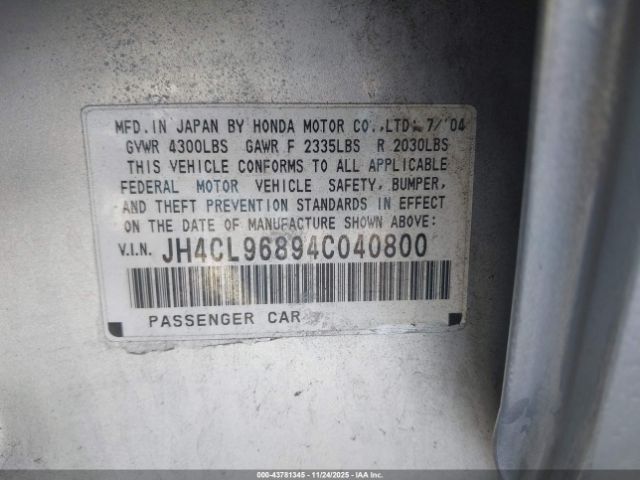 MFD. IN JAPAN BY HONDA MOTOR CO.,LTD. 7/'04
GVWR 4300LBS GAWR F 2335LBS R 2030LBS
THIS VEHICLE CONFORMS TO ALL APPLICABLE
FEDERAL MOTOR VEHICLE SAFETY, BUMPER,
AND THEFT PREVENTION STANDARDS IN EFFECT
ON THE DATE OF MANUFACTURE SHOWN ABOVE:
V.I.N. JH4CL96894C040800
PASSENGER CAR
000-43781345 - 11/24/2025 - IAAI.COM